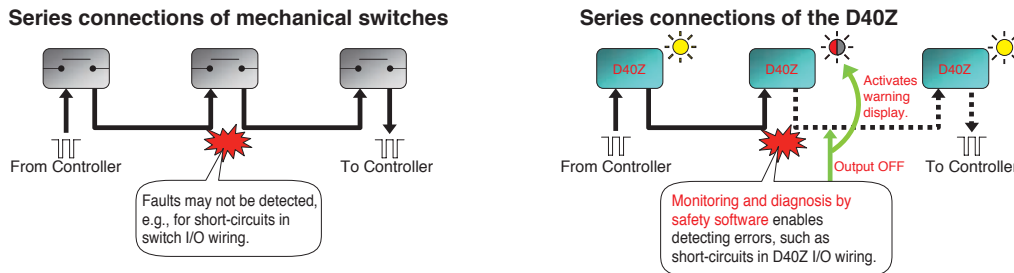 Series connections of mechanical switches
From Controller
To Controller
Faults may not be detected,
e.g., for short-circuits in
switch I/O wiring.
Series connections of the D40Z
D40Z
D40Z
D40Z
Activates
warning
display.
From Controller
Output OFF
To Controller
Monitoring and diagnosis by
safety software enables
detecting errors, such as
short-circuits in D40Z I/O wiring.